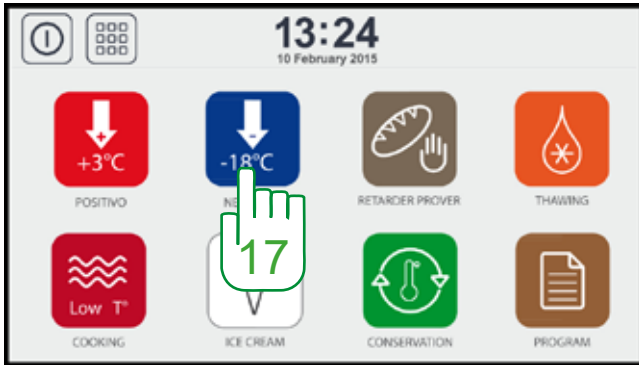 13:24
10 February 2015
+
+3°C
-
-18°C
POSITIVO
RETARDER PROVER
THAWING
17
Low T°
COOKING
ICE CREAM
CONSERVATION
PROGRAM